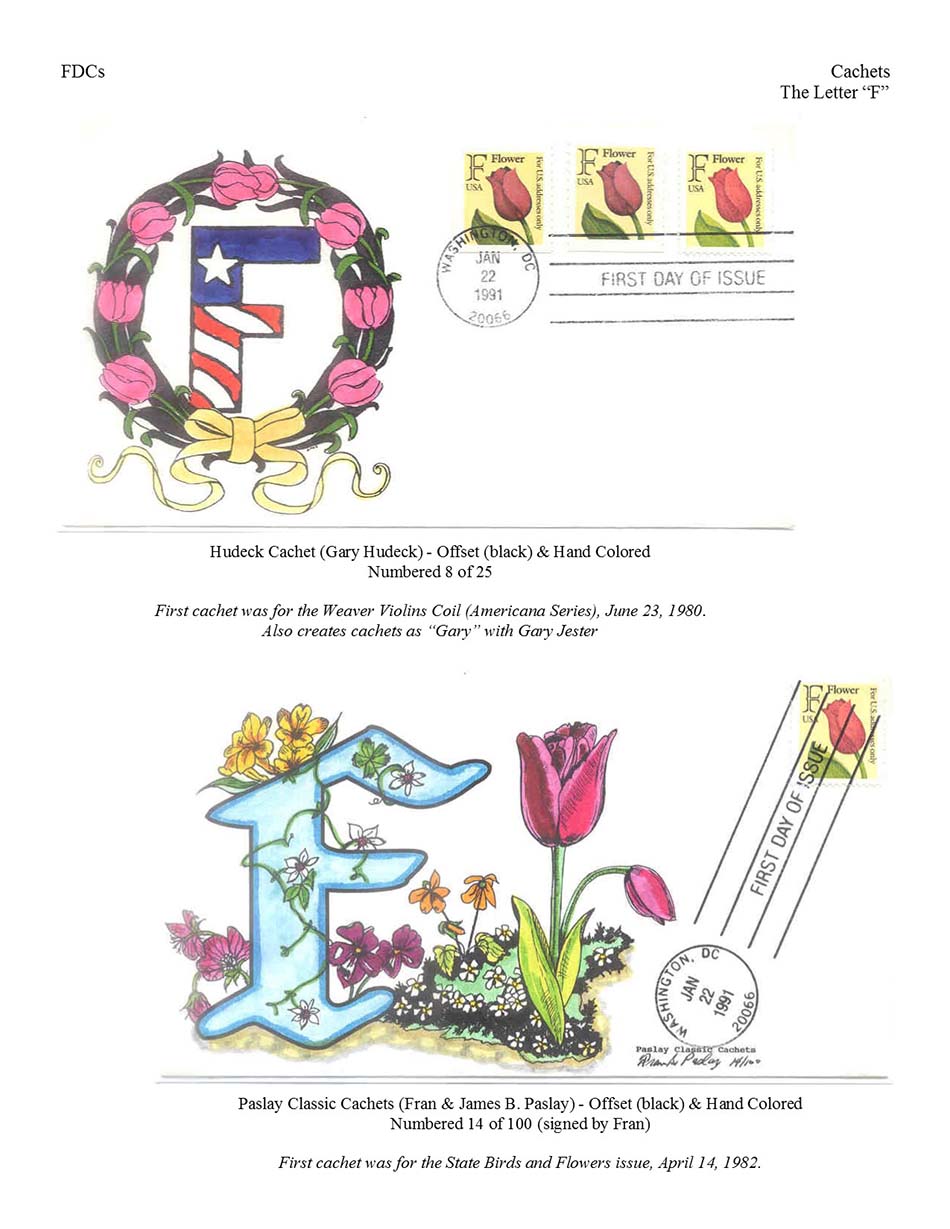 FDCs
Cachets
The Letter “F”
F Flower
USA
For U.S. addresses only
F Flower
USA
For U.S. addresses only
F Flower
USA
For U.S. addresses only
WASHINGTON, DC
JAN
22
1991
20066
FIRST DAY OF ISSUE
F
Hudeck Cachet (Gary Hudeck) - Offset (black) & Hand Colored
Numbered 8 of 25
First cachet was for the Weaver Violins Coil (Americana Series), June 23, 1980.
Also creates cachets as “Gary” with Gary Jester
F Flower
USA
For U.S. addresses only
FIRST DAY OF ISSUE
F
WASHINGTON, DC
JAN
22
1991
20066
Paslay Classic Cachets
Fran Paslay 14/100
Paslay Classic Cachets (Fran & James B. Paslay) - Offset (black) & Hand Colored
Numbered 14 of 100 (signed by Fran)
First cachet was for the State Birds and Flowers issue, April 14, 1982.